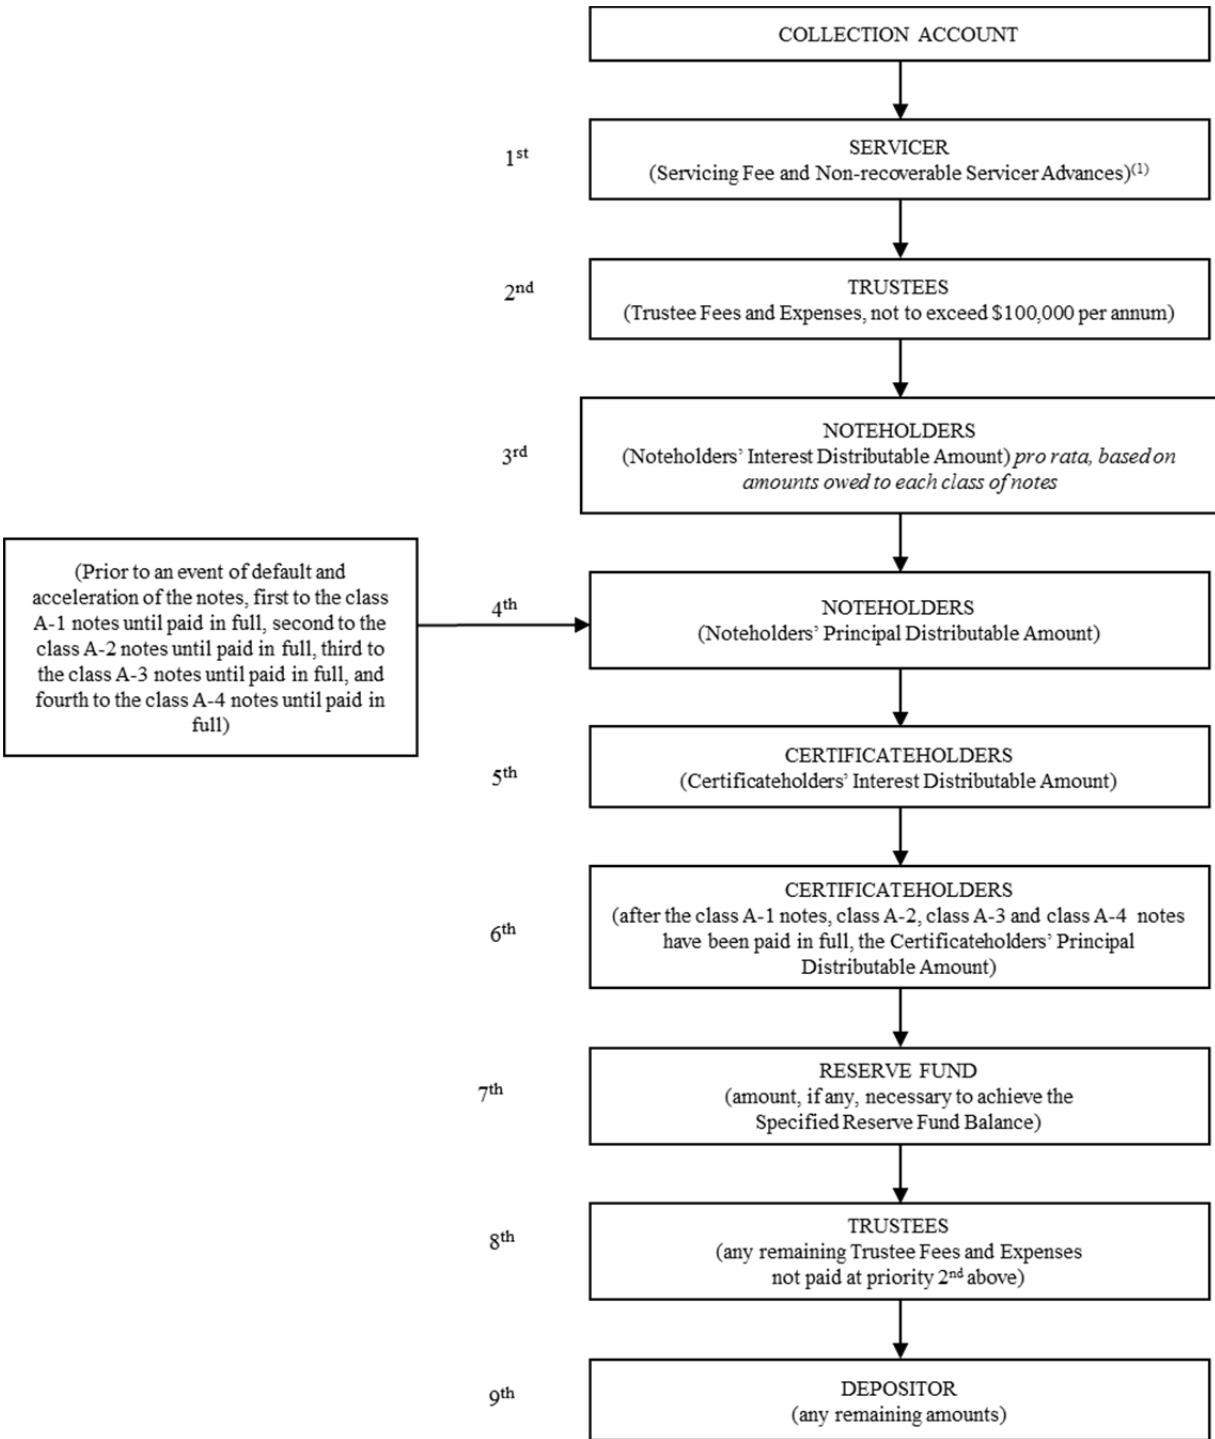 COLLECTION ACCOUNT
1st
SERVICER
(Servicing Fee and Non-recoverable Servicer Advances)(1)
2nd
TRUSTEES
(Trustee Fees and Expenses, not to exceed $100,000 per annum)
3rd
NOTEHOLDERS
(Noteholders’ Interest Distributable Amount) pro rata, based on
amounts owed to each class of notes
(Prior to an event of default and
acceleration of the notes, first to the class
A-1 notes until paid in full, second to the
class A-2 notes until paid in full, third to
the class A-3 notes until paid in full, and
fourth to the class A-4 notes until paid in
full)
4th
NOTEHOLDERS
(Noteholders’ Principal Distributable Amount)
5th
CERTIFICATEHOLDERS
(Certificateholders’ Interest Distributable Amount)
6th
CERTIFICATEHOLDERS
(after the class A-1 notes, class A-2, class A-3 and class A-4 notes
have been paid in full, the Certificateholders’ Principal
Distributable Amount)
7th
RESERVE FUND
(amount, if any, necessary to achieve the
Specified Reserve Fund Balance)
8th
TRUSTEES
(any remaining Trustee Fees and Expenses
not paid at priority 2nd above)
9th
DEPOSITOR
(any remaining amounts)